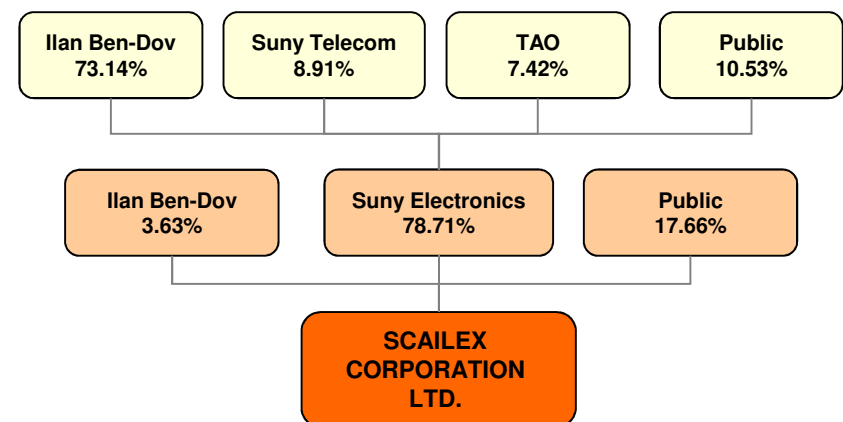 Ilan Ben-Dov
73.14%
Suny Telecom
8.91%
TAO
7.42%
Public
10.53%
Ilan Ben-Dov
3.63%
Suny Electronics
78.71%
Public
17.66%
SCAILEX
CORPORATION
LTD.